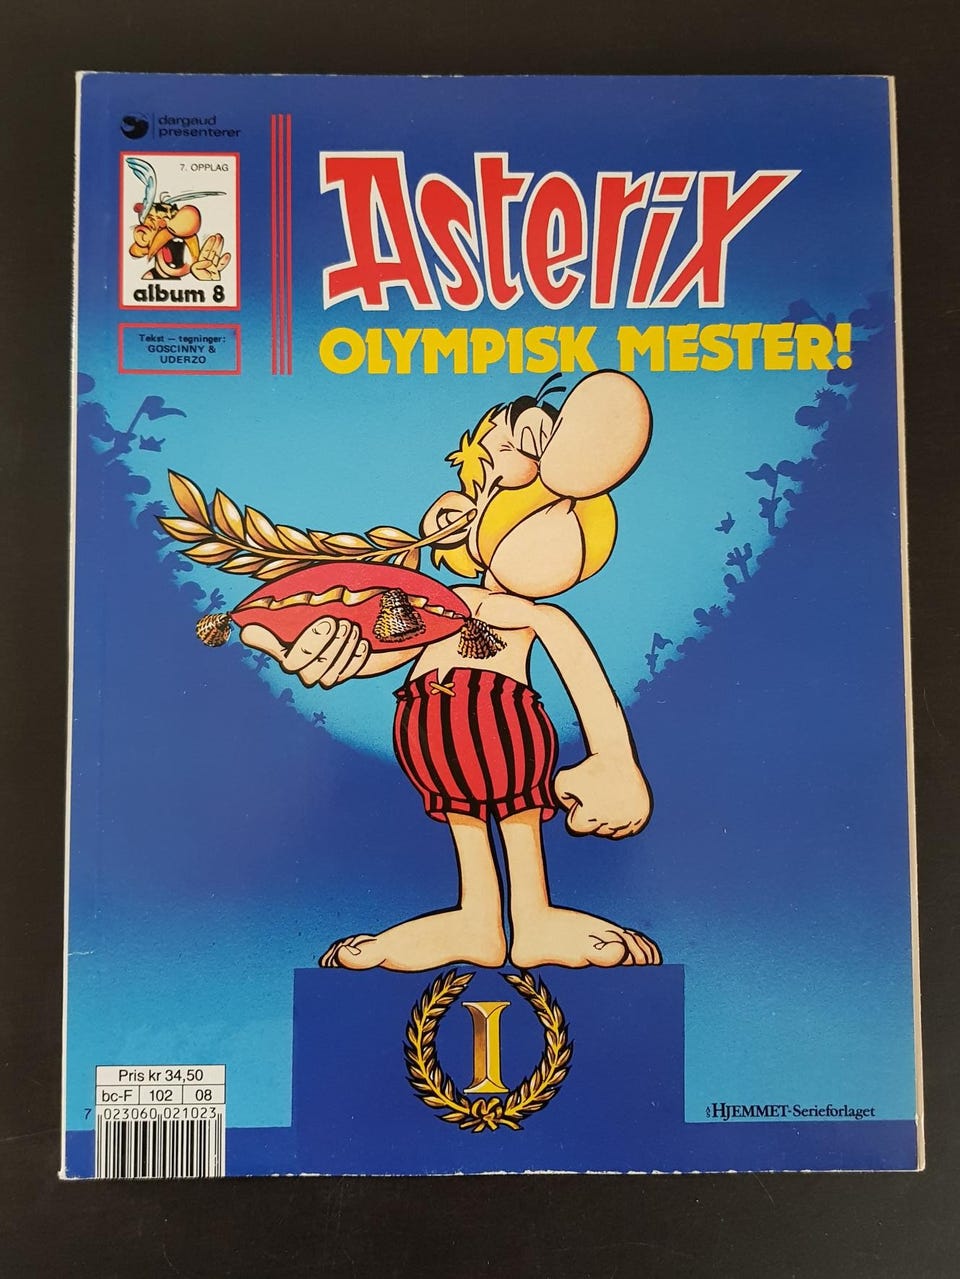 dargaud
presenterer
7. OPPLAG
album 8
Tekst — tegninger:
GOSCINNY &
UDERZO
Asterix
OLYMPISK MESTER!
I
Pris kr 34,50
bc-F 102 08
7 023060 021023
A/S HJEMMET-Serieforlaget